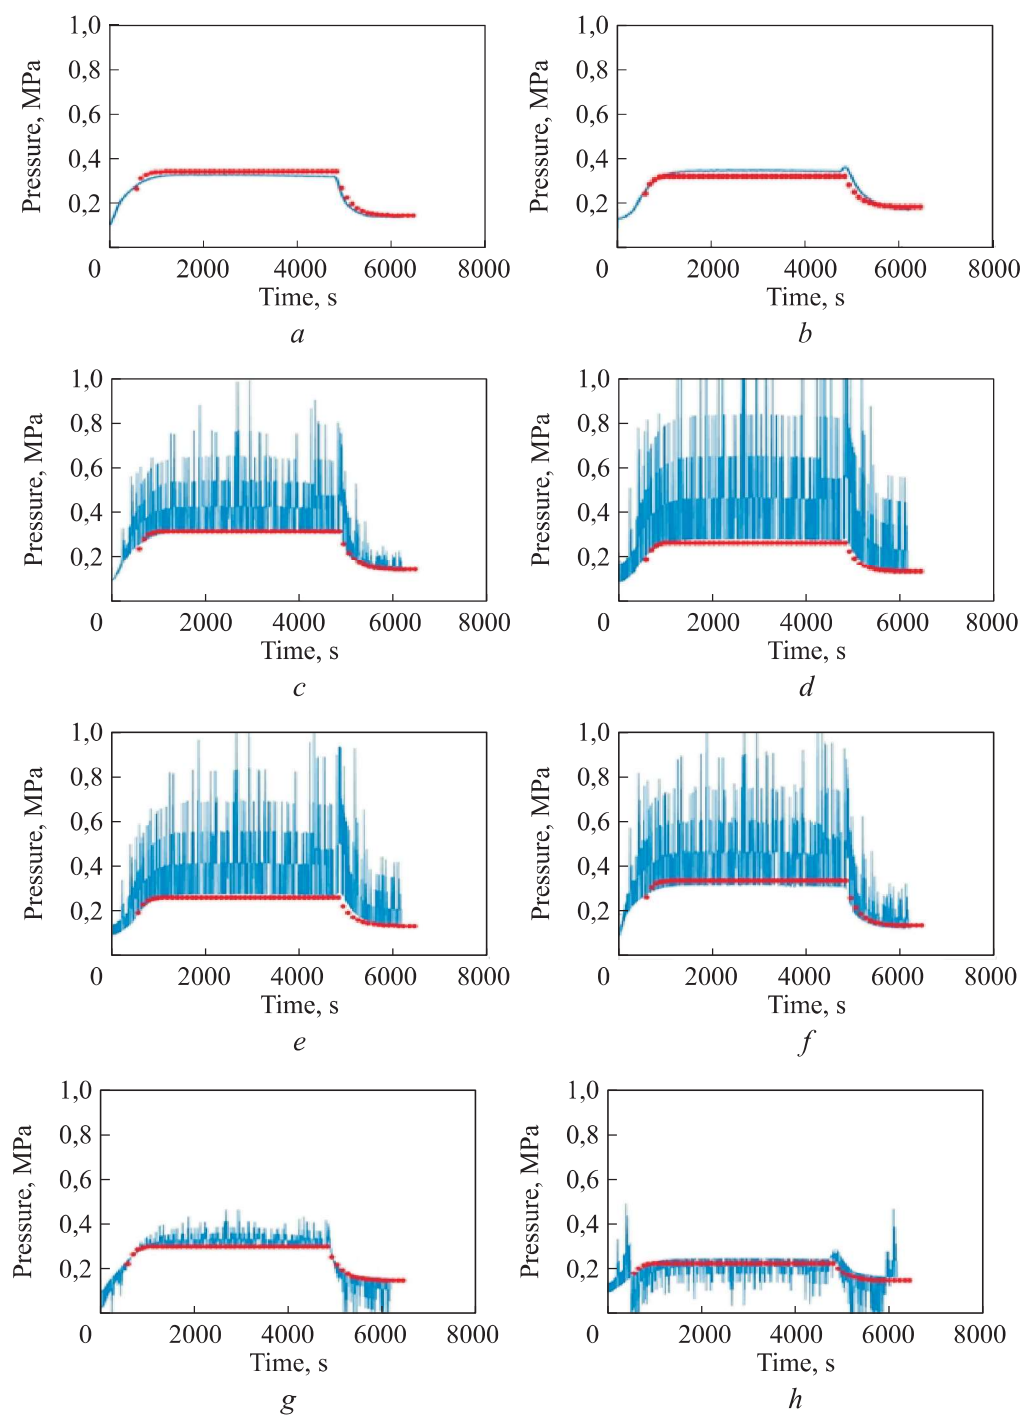 1,0 1,0
0,8 0,8
0,6 0,6
0,4 0,4
0,2 0,2
Pressure, MPa Pressure, MPa
0 2000 4000 6000 8000 0 2000 4000 6000 8000
Time, s Time, s
a b
1,0 1,0
0,8 0,8
0,6 0,6
0,4 0,4
0,2 0,2
Pressure, MPa Pressure, MPa
0 2000 4000 6000 8000 0 2000 4000 6000 8000
Time, s Time, s
c d
1,0 1,0
0,8 0,8
0,6 0,6
0,4 0,4
0,2 0,2
Pressure, MPa Pressure, MPa
0 2000 4000 6000 8000 0 2000 4000 6000 8000
Time, s Time, s
e f
1,0 1,0
0,8 0,8
0,6 0,6
0,4 0,4
0,2 0,2
Pressure, MPa Pressure, MPa
0 2000 4000 6000 8000 0 2000 4000 6000 8000
Time, s Time, s
g h